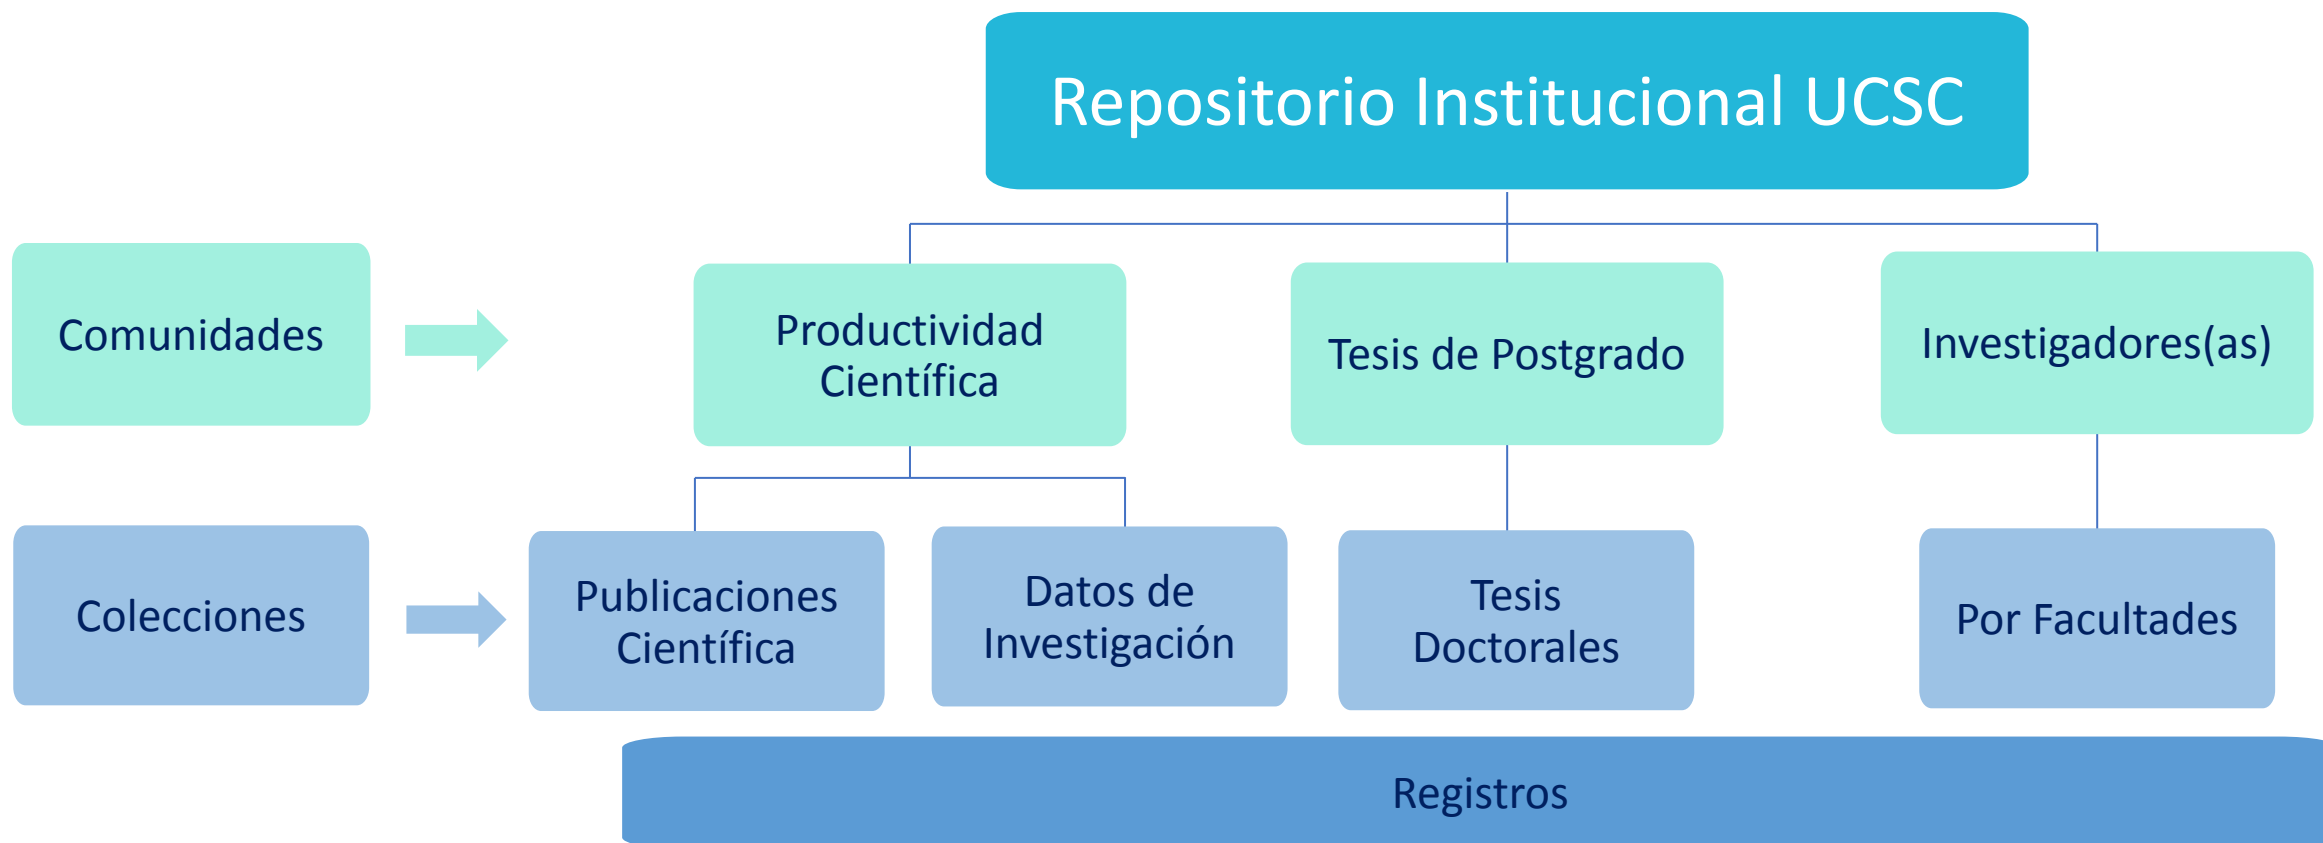 Repositorio Institucional UCSC
Comunidades
Productividad
Científica
Tesis de Postgrado
Investigadores(as)
Colecciones
Publicaciones
Científica
Datos de
Investigación
Tesis
Doctorales
Por Facultades
Registros